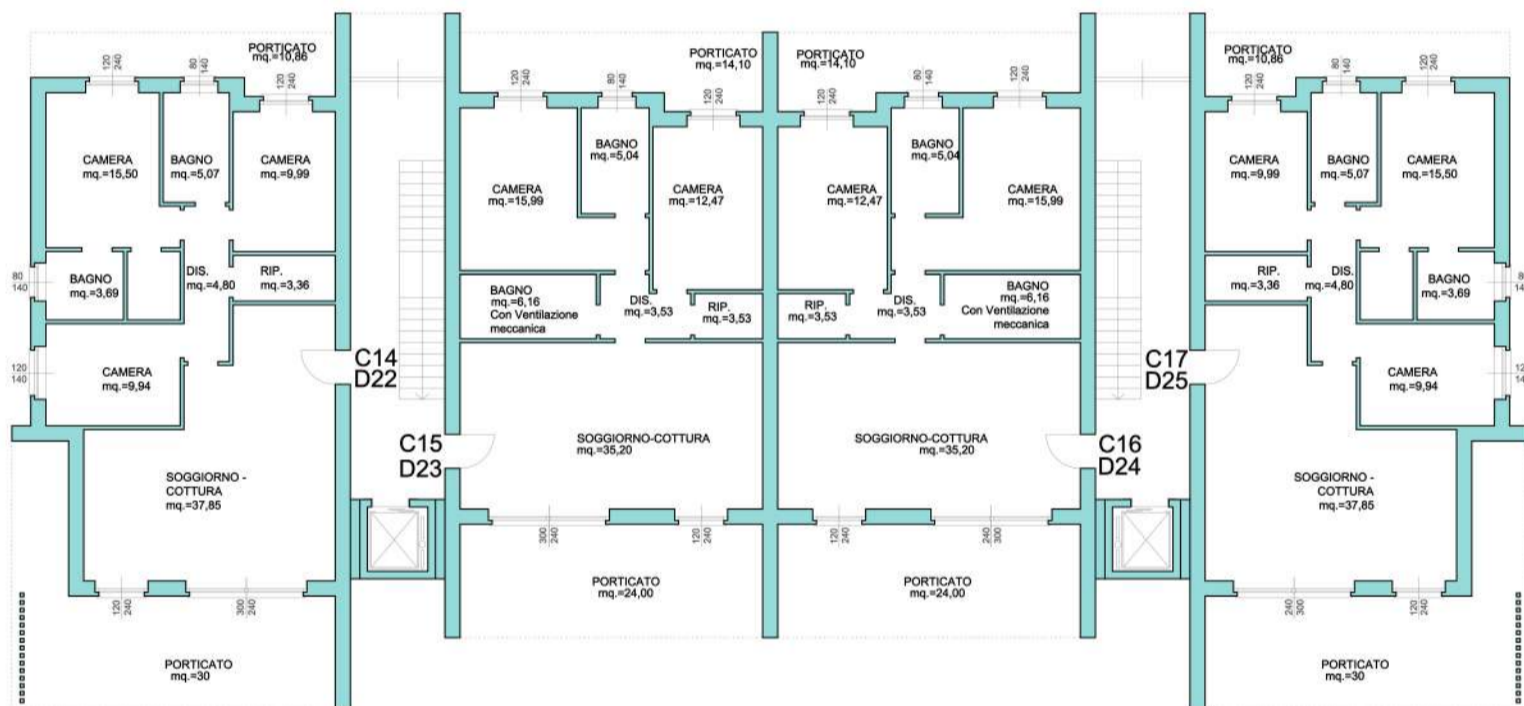 PORTICATO
mq.=10,86
120
240
80
140
120
240
CAMERA
mq.=15,50
BAGNO
mq.=5,07
CAMERA
mq.=9,99
80
140
BAGNO
mq.=3,69
DIS.
mq.=4,80
RIP.
mq.=3,36
120
140
CAMERA
mq.=9,94
C14
D22
SOGGIORNO -
COTTURA
mq.=37,85
120
240
300
240
PORTICATO
mq.=30
PORTICATO
mq.=14,10
120
240
80
140
120
240
BAGNO
mq.=5,04
CAMERA
mq.=15,99
CAMERA
mq.=12,47
BAGNO
mq.=6,16
Con Ventilazione
meccanica
DIS.
mq.=3,53
RIP.
mq.=3,53
C15
D23
SOGGIORNO-COTTURA
mq.=35,20
300
240
120
240
PORTICATO
mq.=24,00
PORTICATO
mq.=14,10
120
240
80
140
120
240
BAGNO
mq.=5,04
CAMERA
mq.=12,47
CAMERA
mq.=15,99
RIP.
mq.=3,53
DIS.
mq.=3,53
BAGNO
mq.=6,16
Con Ventilazione
meccanica
SOGGIORNO-COTTURA
mq.=35,20
C16
D24
120
240
240
300
PORTICATO
mq.=24,00
PORTICATO
mq.=10,86
120
240
80
140
120
240
CAMERA
mq.=9,99
BAGNO
mq.=5,07
CAMERA
mq.=15,50
RIP.
mq.=3,36
DIS.
mq.=4,80
BAGNO
mq.=3,69
C17
D25
CAMERA
mq.=9,94
SOGGIORNO -
COTTURA
mq.=37,85
240
300
120
240
PORTICATO
mq.=30